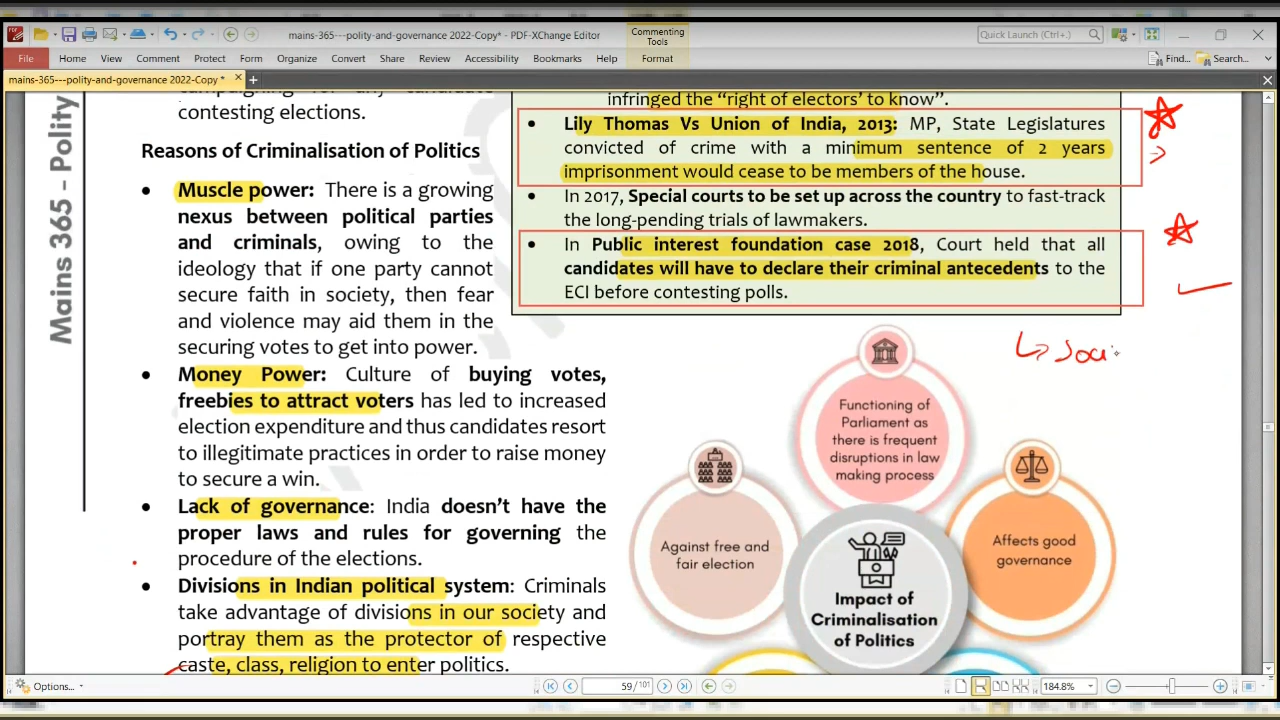 mains-365---polity-and-governance 2022-Copy* - PDF-XChange Editor
Commenting
Tools
Quick Launch (Ctrl+.)
File
Home
View
Comment
Protect
Form
Organize
Convert
Share
Review
Accessibility
Bookmarks
Help
Format
Find...
Search...
mains-365---polity-and-governance 2022-Copy *
Mains 365 - Polity
contesting elections.
Reasons of Criminalisation of Politics
• Muscle power: There is a growing
nexus between political parties
and criminals, owing to the
ideology that if one party cannot
secure faith in society, then fear
and violence may aid them in the
securing votes to get into power.
• Money Power: Culture of buying votes,
freebies to attract voters has led to increased
election expenditure and thus candidates resort
to illegitimate practices in order to raise money
to secure a win.
• Lack of governance: India doesn't have the
proper laws and rules for governing the
procedure of the elections.
• Divisions in Indian political system: Criminals
take advantage of divisions in our society and
portray them as the protector of respective
caste, class, religion to enter politics.
infringed the "right of electors' to know".
• Lily Thomas Vs Union of India, 2013: MP, State Legislatures
convicted of crime with a minimum sentence of 2 years
imprisonment would cease to be members of the house.
• In 2017, Special courts to be set up across the country to fast-track
the long-pending trials of lawmakers.
• In Public interest foundation case 2018, Court held that all
candidates will have to declare their criminal antecedents to the
ECI before contesting polls.
Soci
Functioning of
Parliament as
there is frequent
disruptions in law
making process
Against free and
fair election
Affects good
governance
Impact of
Criminalisation
of Politics
Options...
59 /101
184.8%